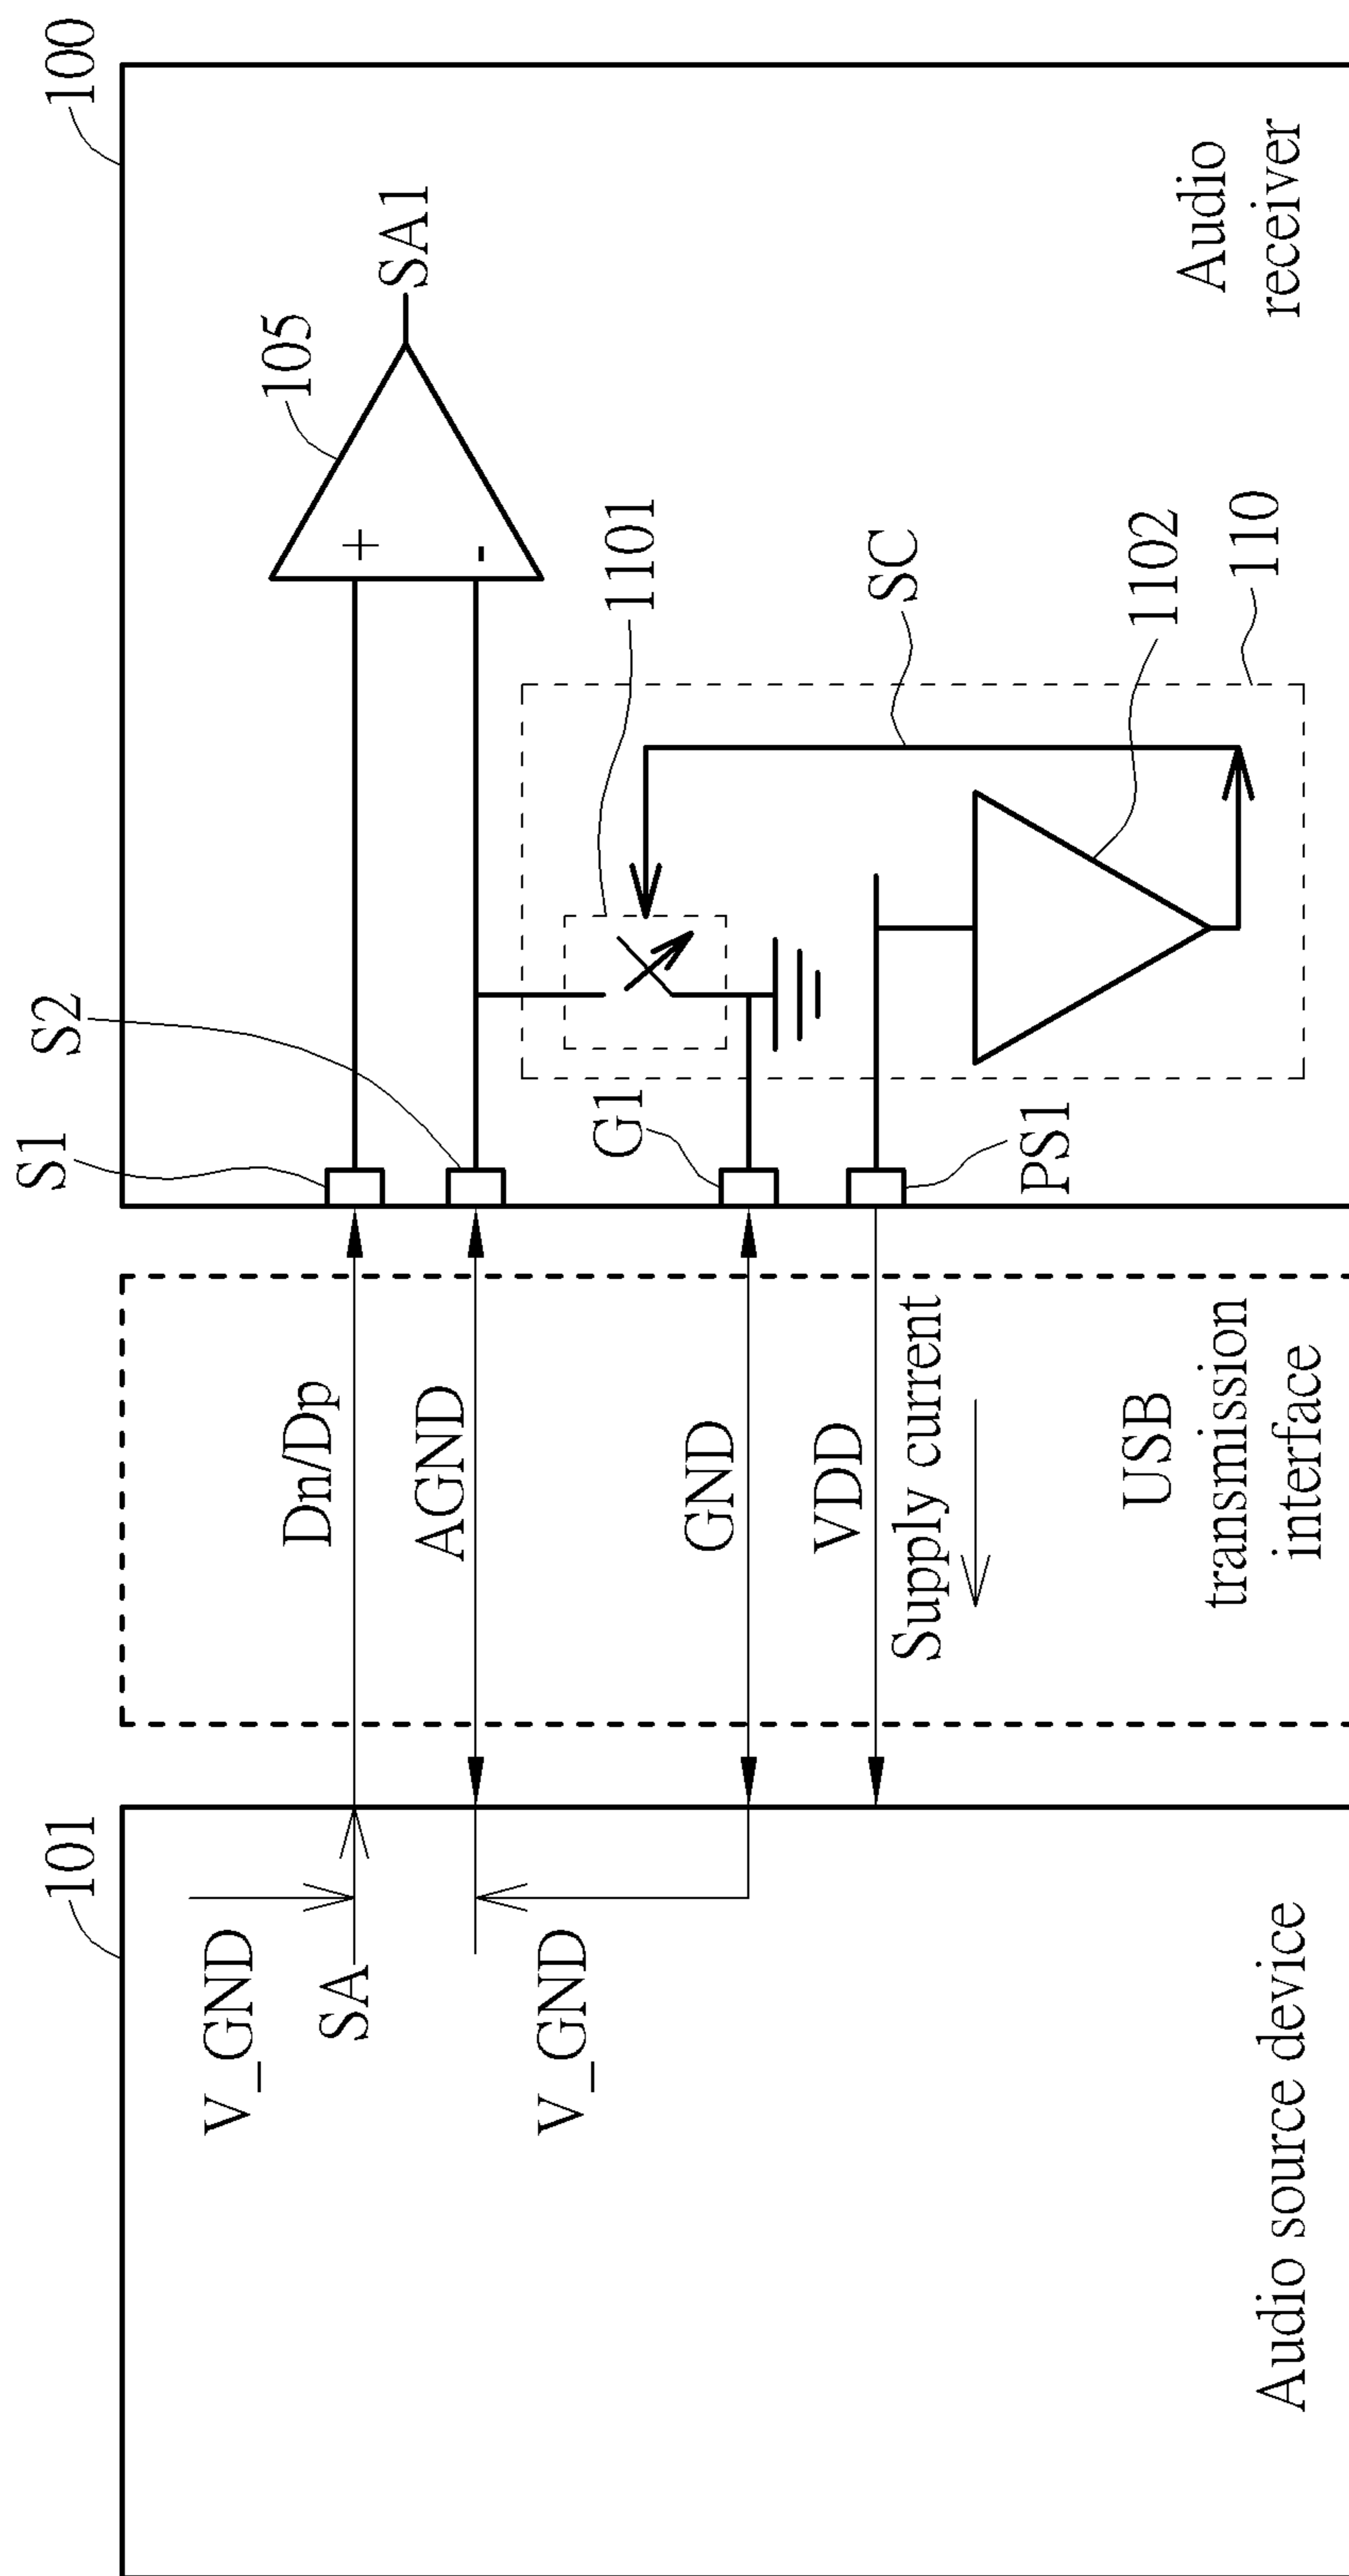 101
V_GND
SA
V_GND
Audio source device
Dn/Dp
AGND
GND
VDD
Supply current
USB
transmission
interface
100
S1
S2
G1
PS1
105
+
-
SA1
1101
SC
1102
110
Audio
receiver